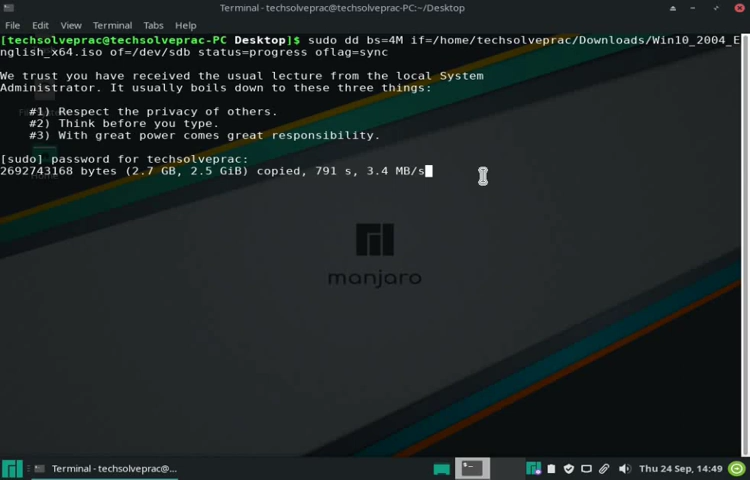 Terminal - techsolveprac@techsolveprac-PC:~/Desktop
File Edit View Terminal Tabs Help
[techsolveprac@techsolveprac-PC Desktop]$ sudo dd bs=4M if=/home/techsolveprac/Downloads/Win10_2004_E
nglish_x64.iso of=/dev/sdb status=progress oflag=sync
We trust you have received the usual lecture from the local System
Administrator. It usually boils down to these three things:
#1) Respect the privacy of others.
#2) Think before you type.
#3) With great power comes great responsibility.
[sudo] password for techsolveprac:
2692743168 bytes (2.7 GB, 2.5 GiB) copied, 791 s, 3.4 MB/s
Home
manjaro
Terminal - techsolveprac@...
Thu 24 Sep, 14:49